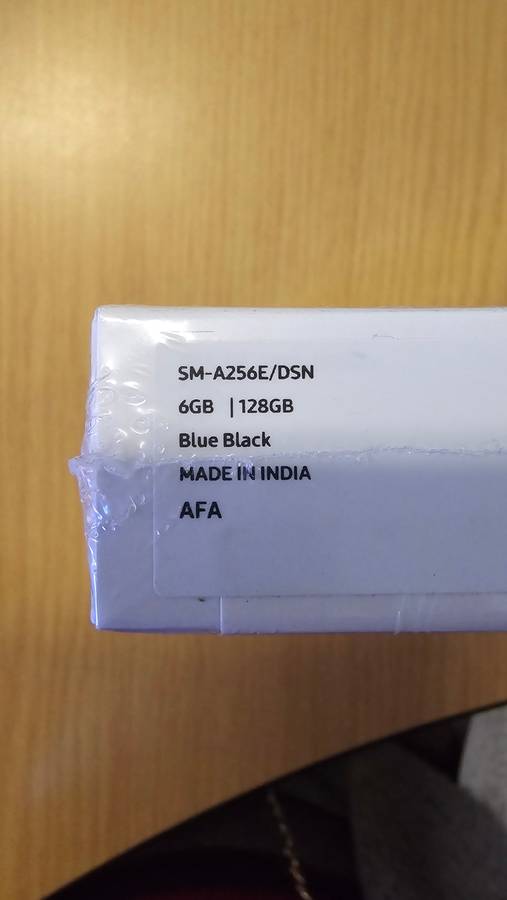 SM-A256E/DSN
6GB | 128GB
Blue Black
MADE IN INDIA
AFA